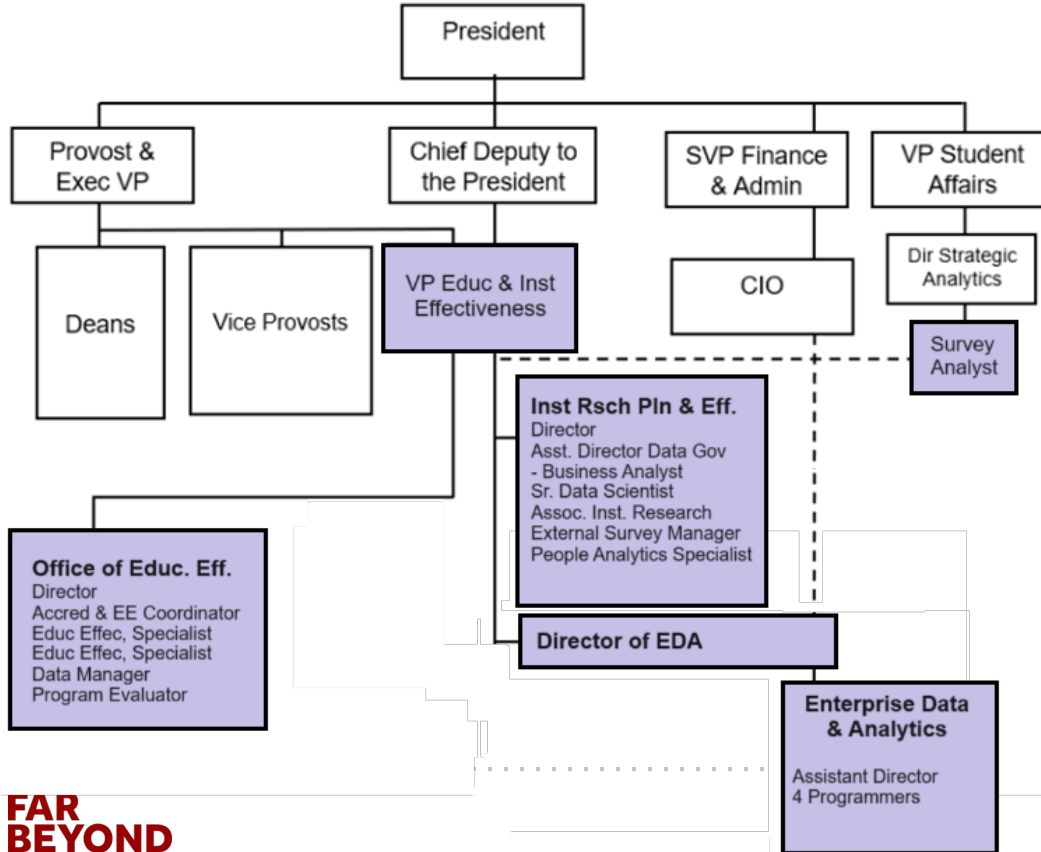 President
Provost &
Exec VP
Chief Deputy to
the President
SVP Finance
& Admin
VP Student
Affairs
Deans
Vice Provosts
VP Educ & Inst
Effectiveness
CIO
Dir Strategic
Analytics
Survey
Analyst
Inst Rsch Pln & Eff.
Director
Asst. Director Data Gov
- Business Analyst
Sr. Data Scientist
Assoc. Inst. Research
External Survey Manager
People Analytics Specialist
Office of Educ. Eff.
Director
Accred & EE Coordinator
Educ Effec, Specialist
Educ Effec, Specialist
Data Manager
Program Evaluator
Director of EDA
Enterprise Data
& Analytics
Assistant Director
4 Programmers
FAR
BEYOND